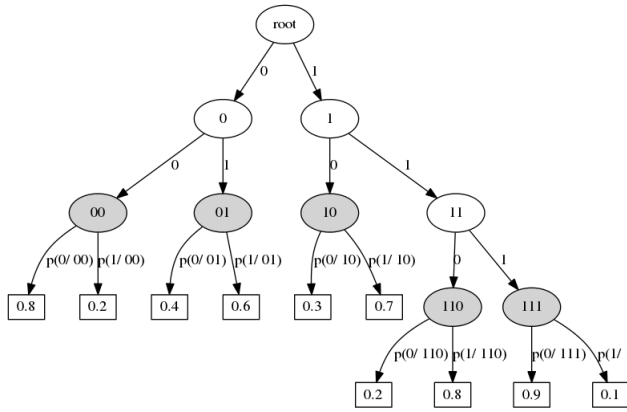 root
0 1
0 1
0 1 0 1
00 01 10 11
p(0/ 00) p(1/ 00) p(0/ 01) p(1/ 01) p(0/ 10) p(1/ 10) 0 1
0.8 0.2 0.4 0.6 0.3 0.7 110 111
p(0/ 110) p(1/ 110) p(0/ 111) p(1/
0.2 0.8 0.9 0.1